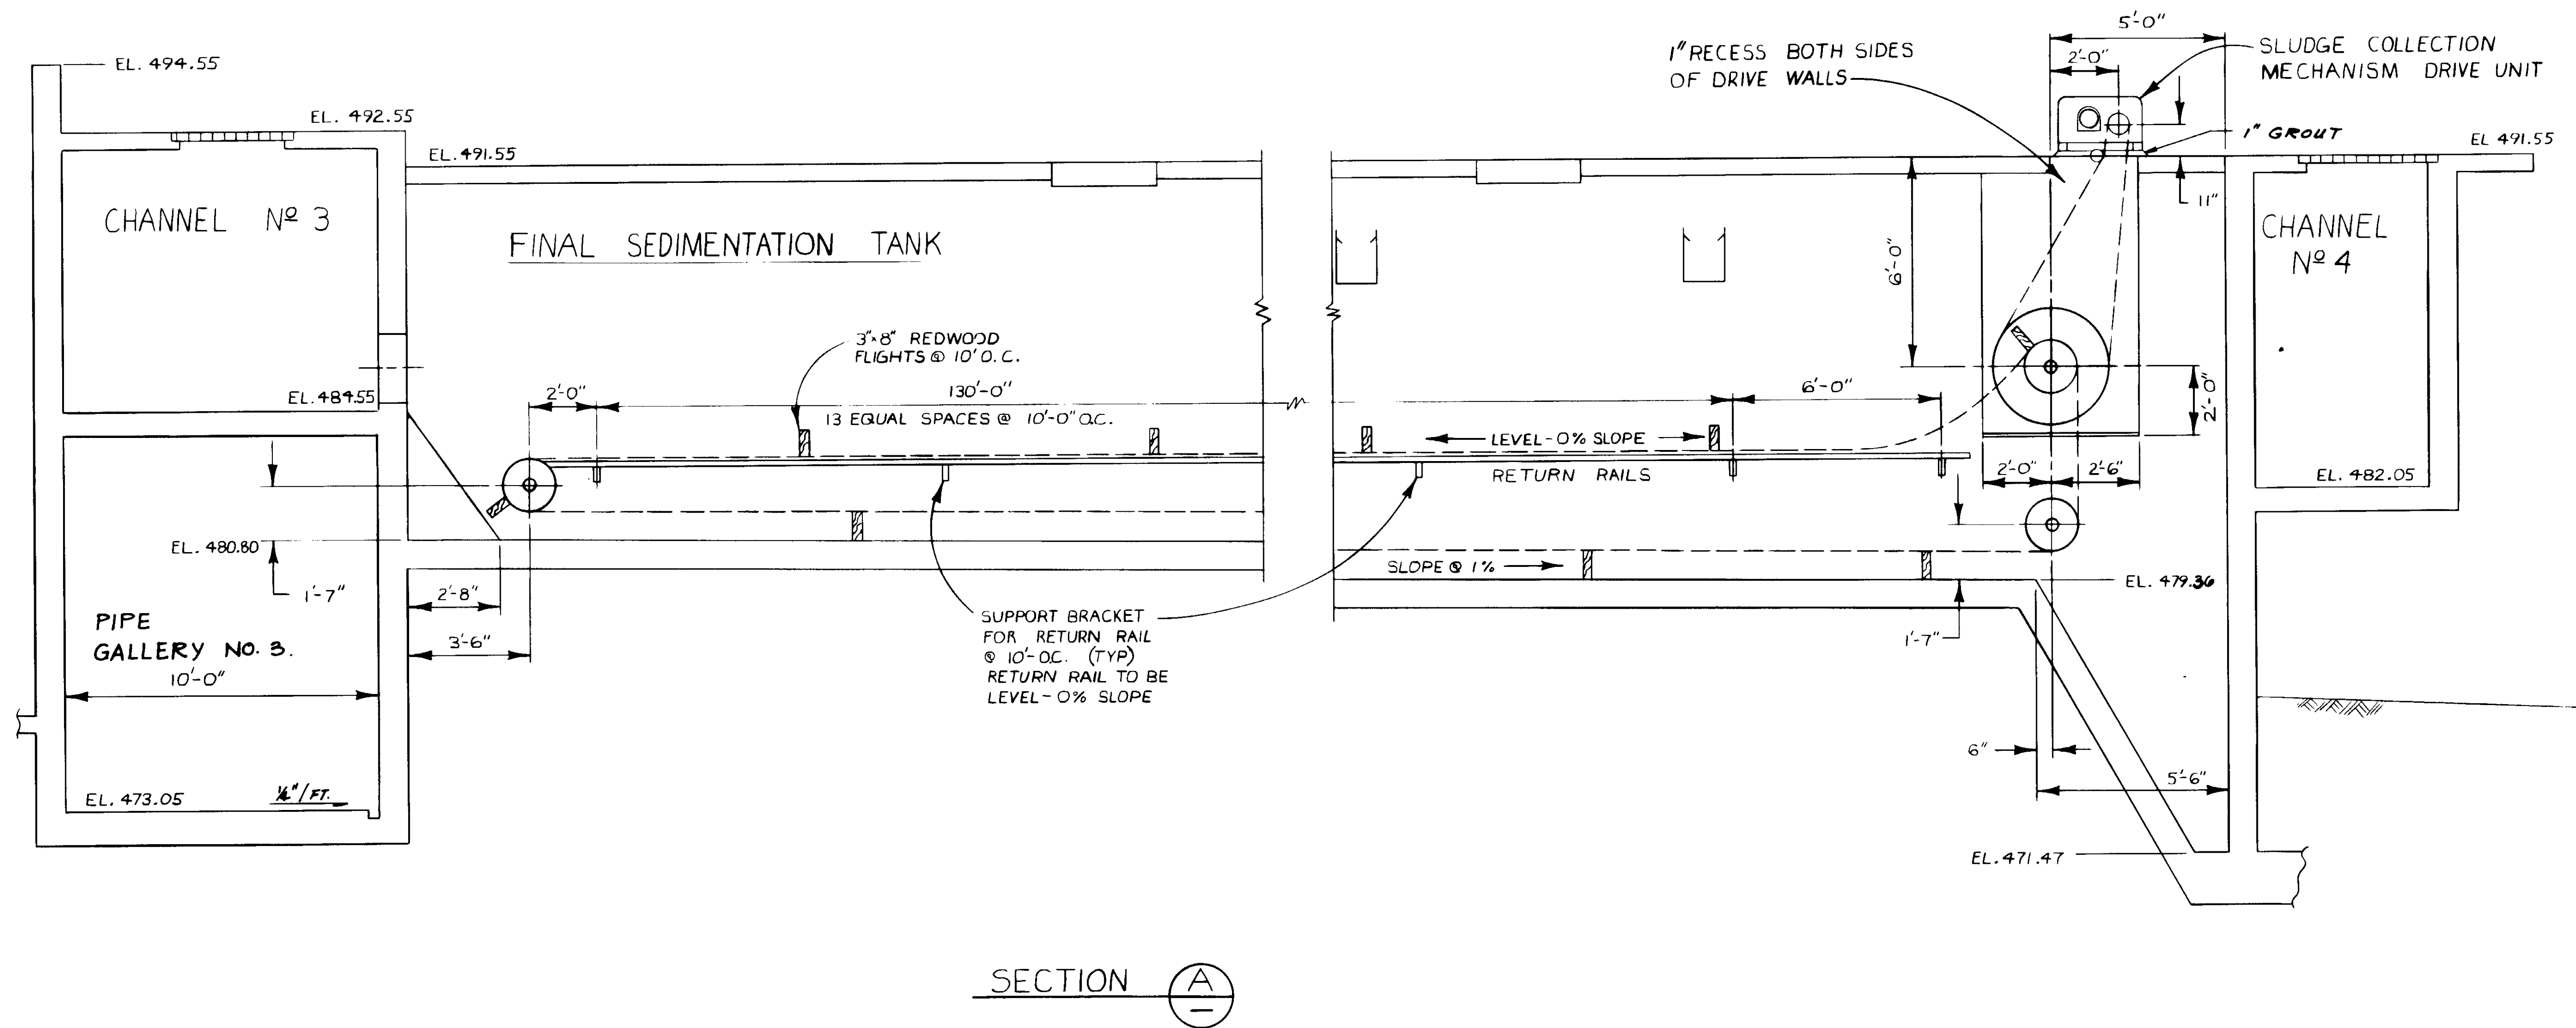 5'-0"
1" RECESS BOTH SIDES
OF DRIVE WALLS
2'-0"
SLUDGE COLLECTION
MECHANISM DRIVE UNIT
EL. 494.55
EL. 492.55
1" GROUT
EL 491.55
EL. 491.55
11"
CHANNEL Nº 3
FINAL SEDIMENTATION TANK
CHANNEL
Nº 4
6'-0"
3"x8" REDWOOD
FLIGHTS @ 10' O.C.
EL. 484.55
2'-0"
130'-0"
6'-0"
2'-0"
13 EQUAL SPACES @ 10'-0" O.C.
LEVEL-0% SLOPE
RETURN RAILS
2'-0"
2'-6"
EL. 482.05
EL. 480.80
SLOPE @ 1%
EL. 479.36
1'-7"
2'-8"
PIPE
GALLERY NO. 3.
10'-0"
3'-6"
SUPPORT BRACKET
FOR RETURN RAIL
@ 10'-O.C. (TYP)
RETURN RAIL TO BE
LEVEL-0% SLOPE
1'-7"
6"
5'-6"
EL. 473.05
1/4"/FT.
EL. 471.47
SECTION A